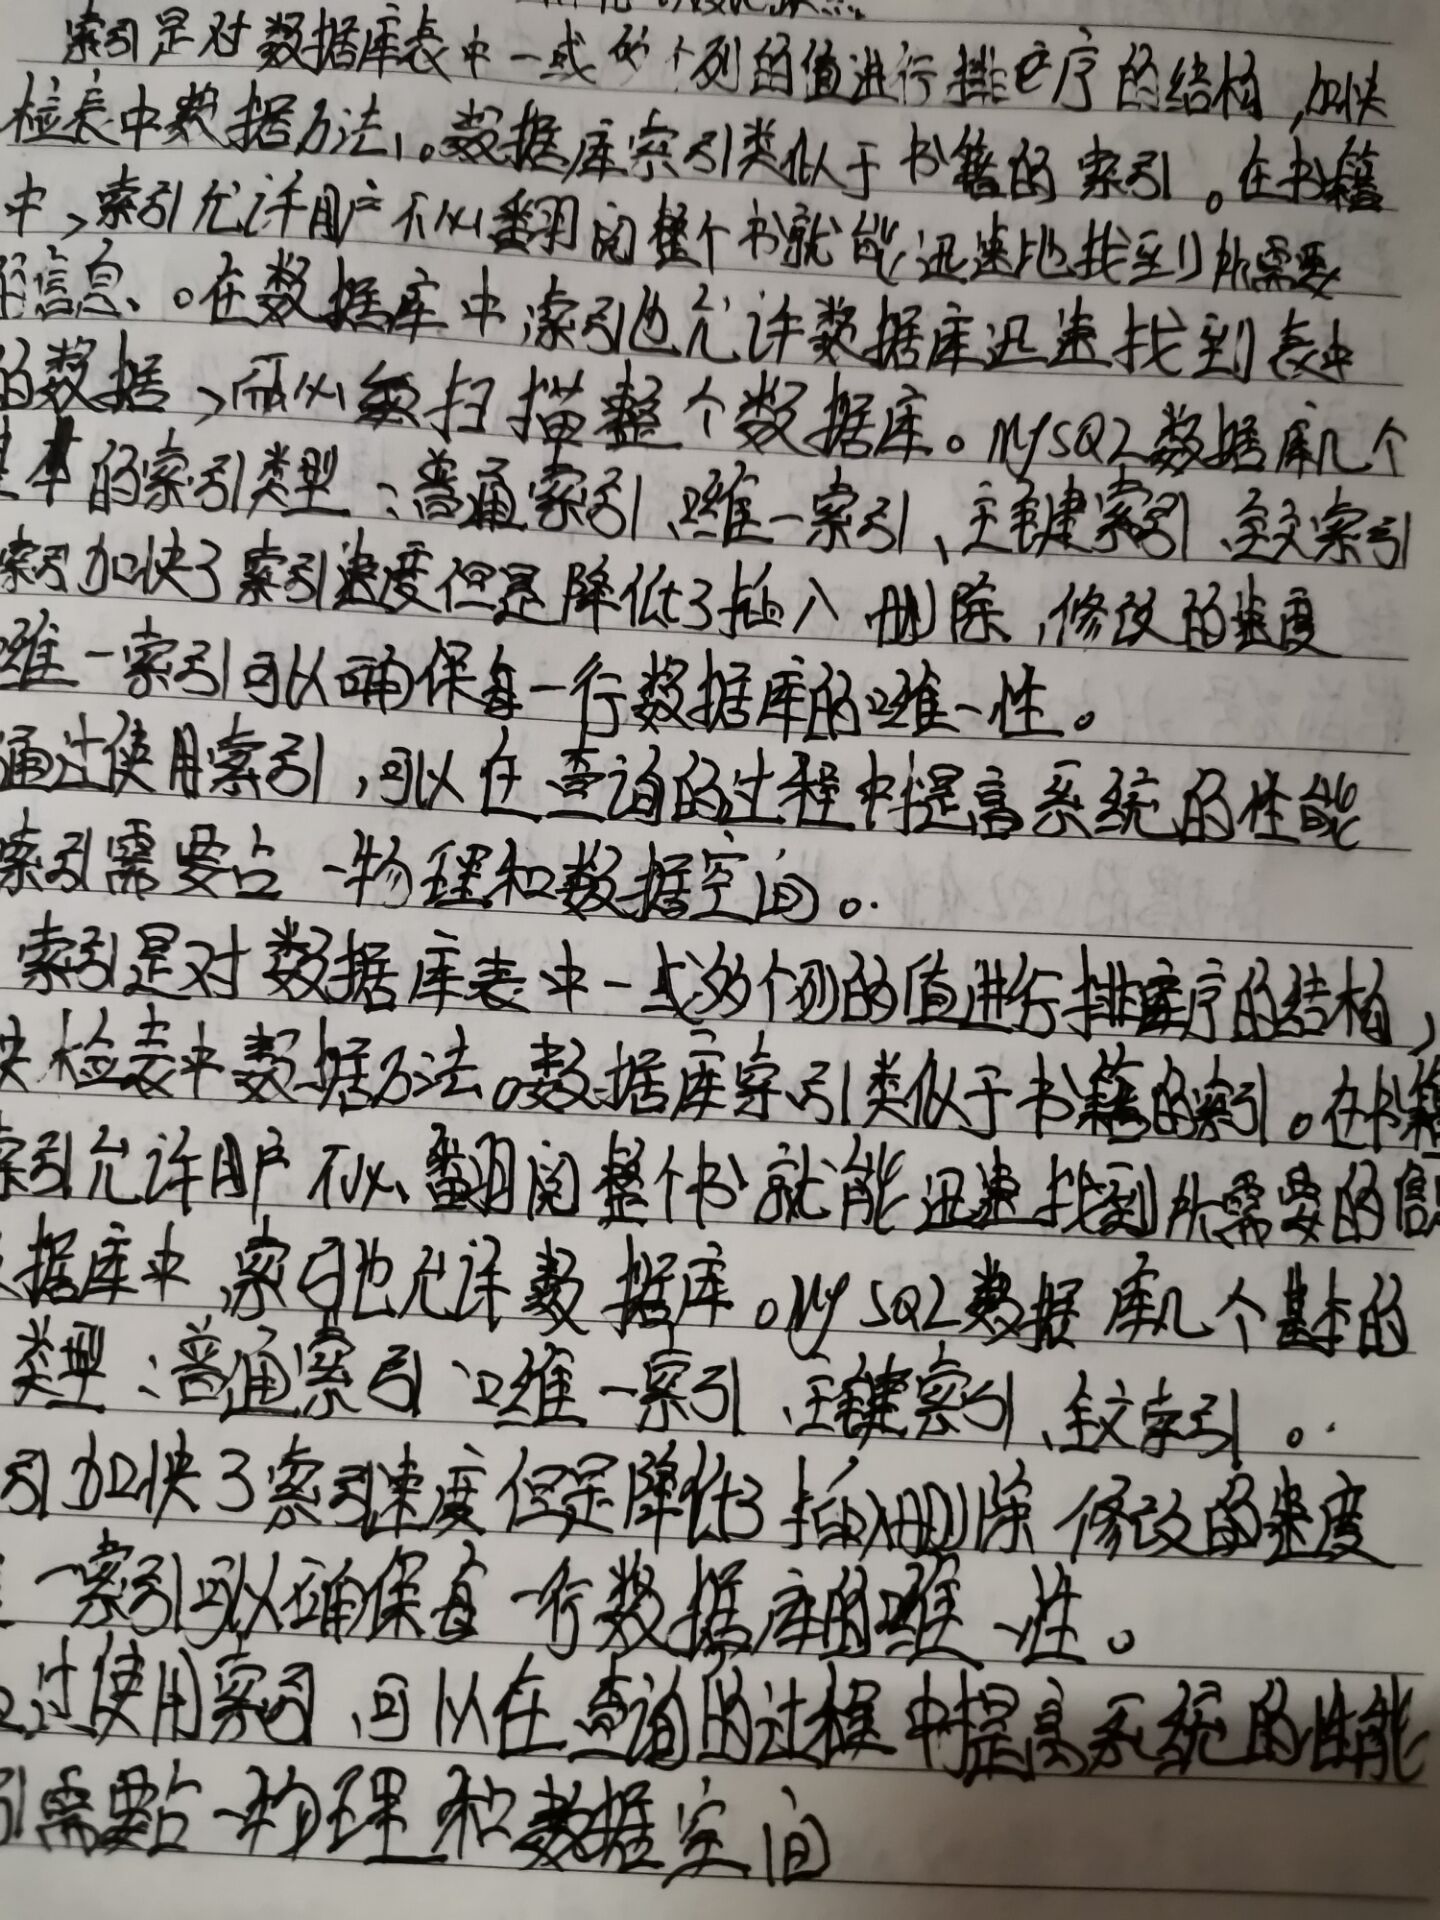 索引是对数据库表中一或多个列的值进行排序的结构,加快
检表中数据方法。数据库索引类似于书籍的索引。在书籍
中,索引允许用户不必翻阅整个书就能迅速地找到所需要
的信息、。在数据库中,索引也允许数据库迅速找到表中
的数据,而必须扫描整个数据库。MySQL数据库几个
基本的索引类型:普通索引、唯一索引、主键索引、全文索引
索引加快了索引速度但是降低了插入 删除,修改的速度
唯一索引可以确保每一行数据库的唯一性。
通过使用索引,可以在查询的过程中提高系统的性能
索引需要占一物理和数据空间。
索引是对数据库表中一或多个列的值进行排序的结构,
快检表中数据方法。数据库索引类似于书籍的索引。在书籍
索引允许用户不必翻阅整个书就能迅速找到所需要的信
据库中,索引也允许数据库。MySQL数据库几个基本的
类型:普通索引、唯一索引、主键索引、全文索引。
引加快了索引速度但是降低了插入删除 修改的速度
一索引可以确保每一行数据库的唯一性。
过使用索引,可以在查询的过程中提高系统的性能
引需要占一物理和数据空间